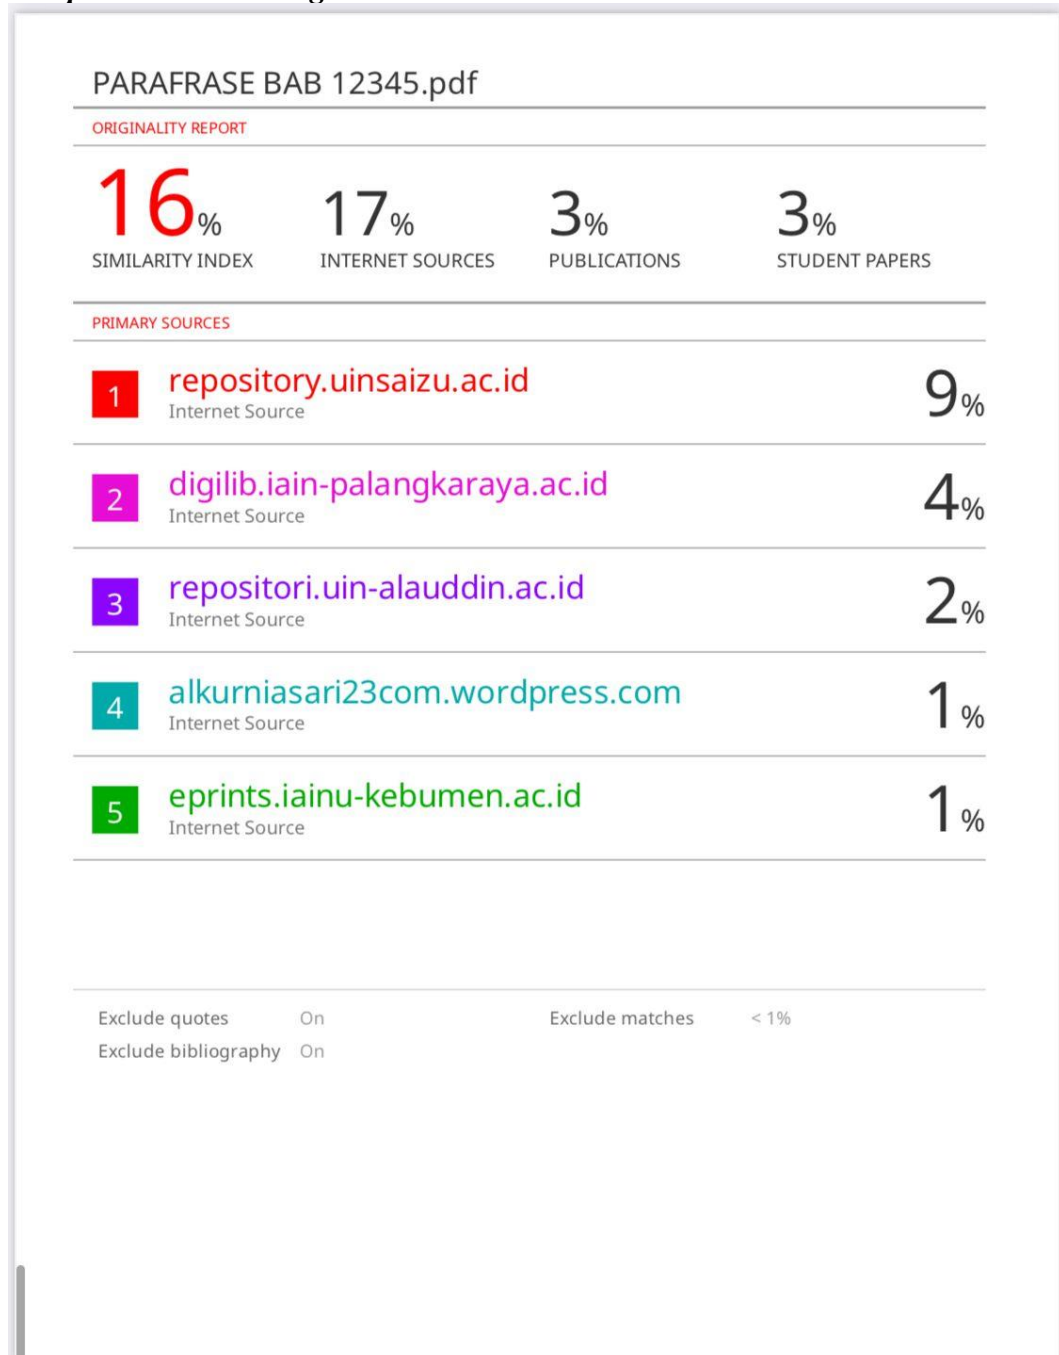 PARAFRASE BAB 12345.pdf
ORIGINALITY REPORT
16% 17% 3% 3%
SIMILARITY INDEX INTERNET SOURCES PUBLICATIONS STUDENT PAPERS
PRIMARY SOURCES
1 repository.uinsaizu.ac.id 9%
Internet Source
2 digilib.iain-palangkaraya.ac.id 4%
Internet Source
3 repositori.uin-alauddin.ac.id 2%
Internet Source
4 alkurniasari23com.wordpress.com 1%
Internet Source
5 eprints.iainu-kebumen.ac.id 1%
Internet Source
Exclude quotes On Exclude matches < 1%
Exclude bibliography On